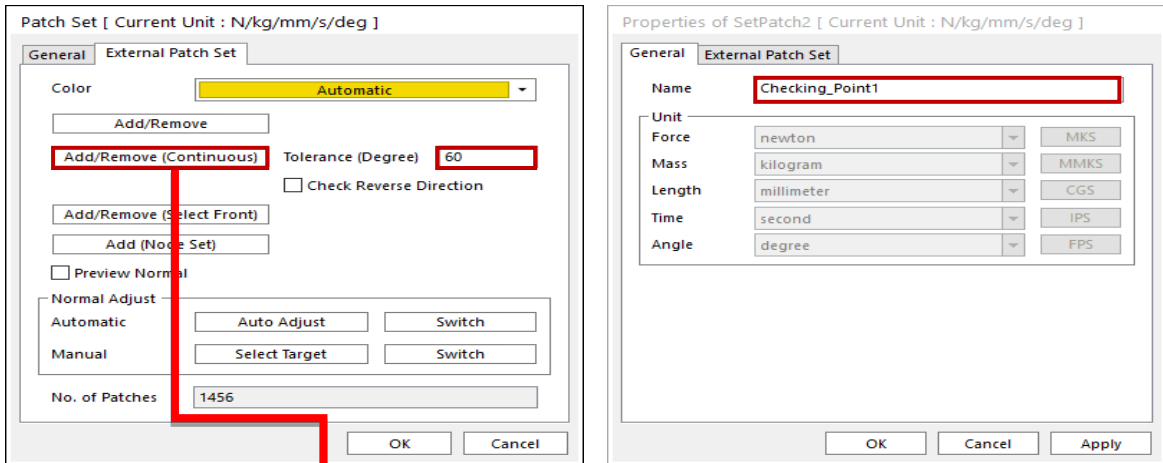 Patch Set [ Current Unit : N/kg/mm/s/deg ]
General External Patch Set
Color Automatic
Add/Remove
Add/Remove (Continuous) Tolerance (Degree) 60
Check Reverse Direction
Add/Remove (Select Front)
Add (Node Set)
Preview Normal
Normal Adjust
Automatic Auto Adjust Switch
Manual Select Target Switch
No. of Patches 1456
OK Cancel
Properties of SetPatch2 [ Current Unit : N/kg/mm/s/deg ]
General External Patch Set
Name Checking_Point1
Unit
Force newton MKS
Mass kilogram MMKS
Length millimeter CGS
Time second IPS
Angle degree FPS
OK Cancel Apply